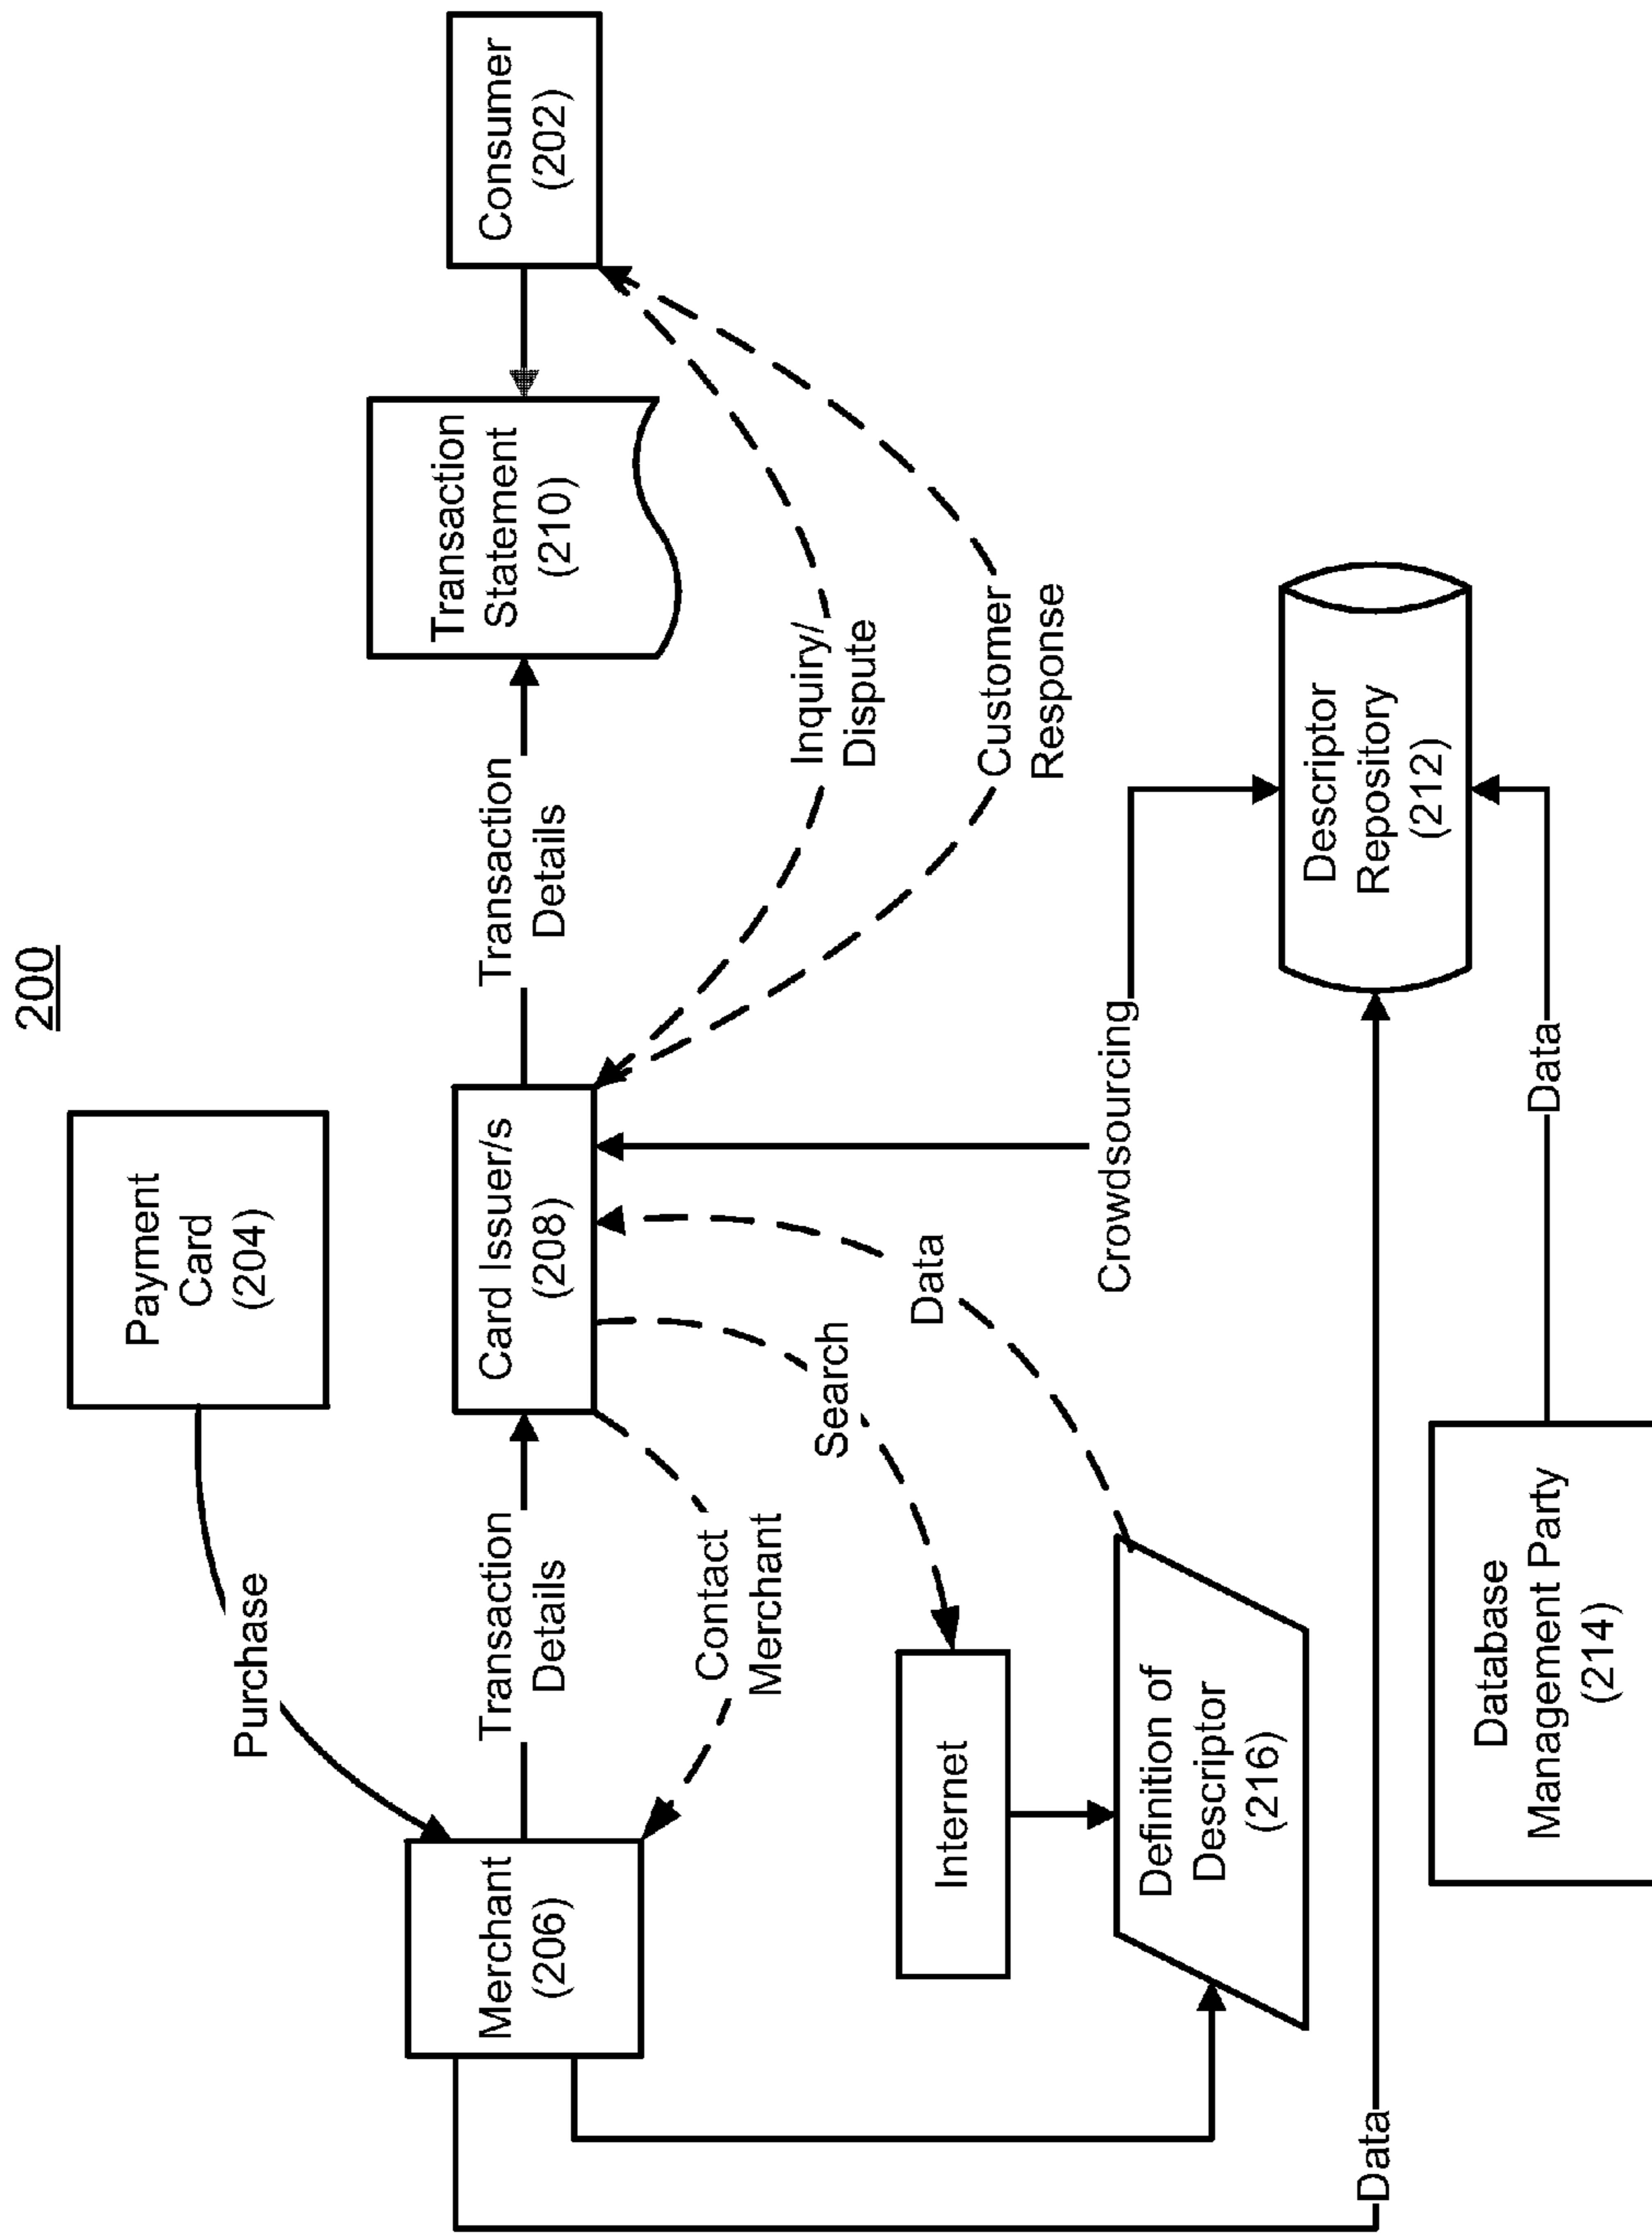 200
Payment
Card
(204)
Purchase
Merchant
(206)
Transaction
Details
Card Issuer/s
(208)
Transaction
Details
Transaction
Statement
(210)
Consumer
(202)
Contact
Merchant
Search
Data
Inquiry/
Dispute
Customer
Response
Internet
Definition of
Descriptor
(216)
Crowdsourcing
Descriptor
Repository
(212)
Data
Data
Database
Management Party
(214)